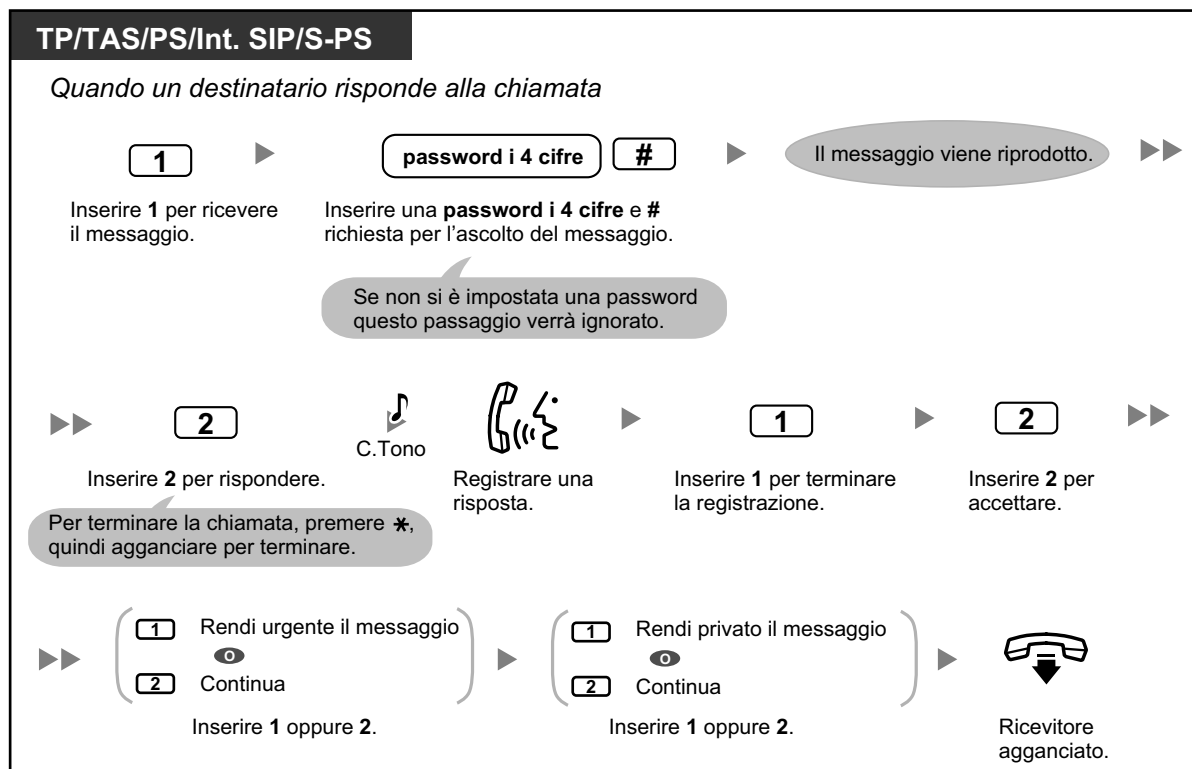 TP/TAS/PS/Int. SIP/S-PS
Quando un destinatario risponde alla chiamata
1
password i 4 cifre
#
Il messaggio viene riprodotto.
Inserire 1 per ricevere
il messaggio.
Inserire una password i 4 cifre e #
richiesta per l'ascolto del messaggio.
Se non si è impostata una password
questo passaggio verrà ignorato.
2
C.Tono
1
2
Inserire 2 per rispondere.
Registrare una
risposta.
Inserire 1 per terminare
la registrazione.
Inserire 2 per
accettare.
Per terminare la chiamata, premere *,
quindi agganciare per terminare.
1 Rendi urgente il messaggio
O
2 Continua
Inserire 1 oppure 2.
1 Rendi privato il messaggio
O
2 Continua
Inserire 1 oppure 2.
Ricevitore
agganciato.